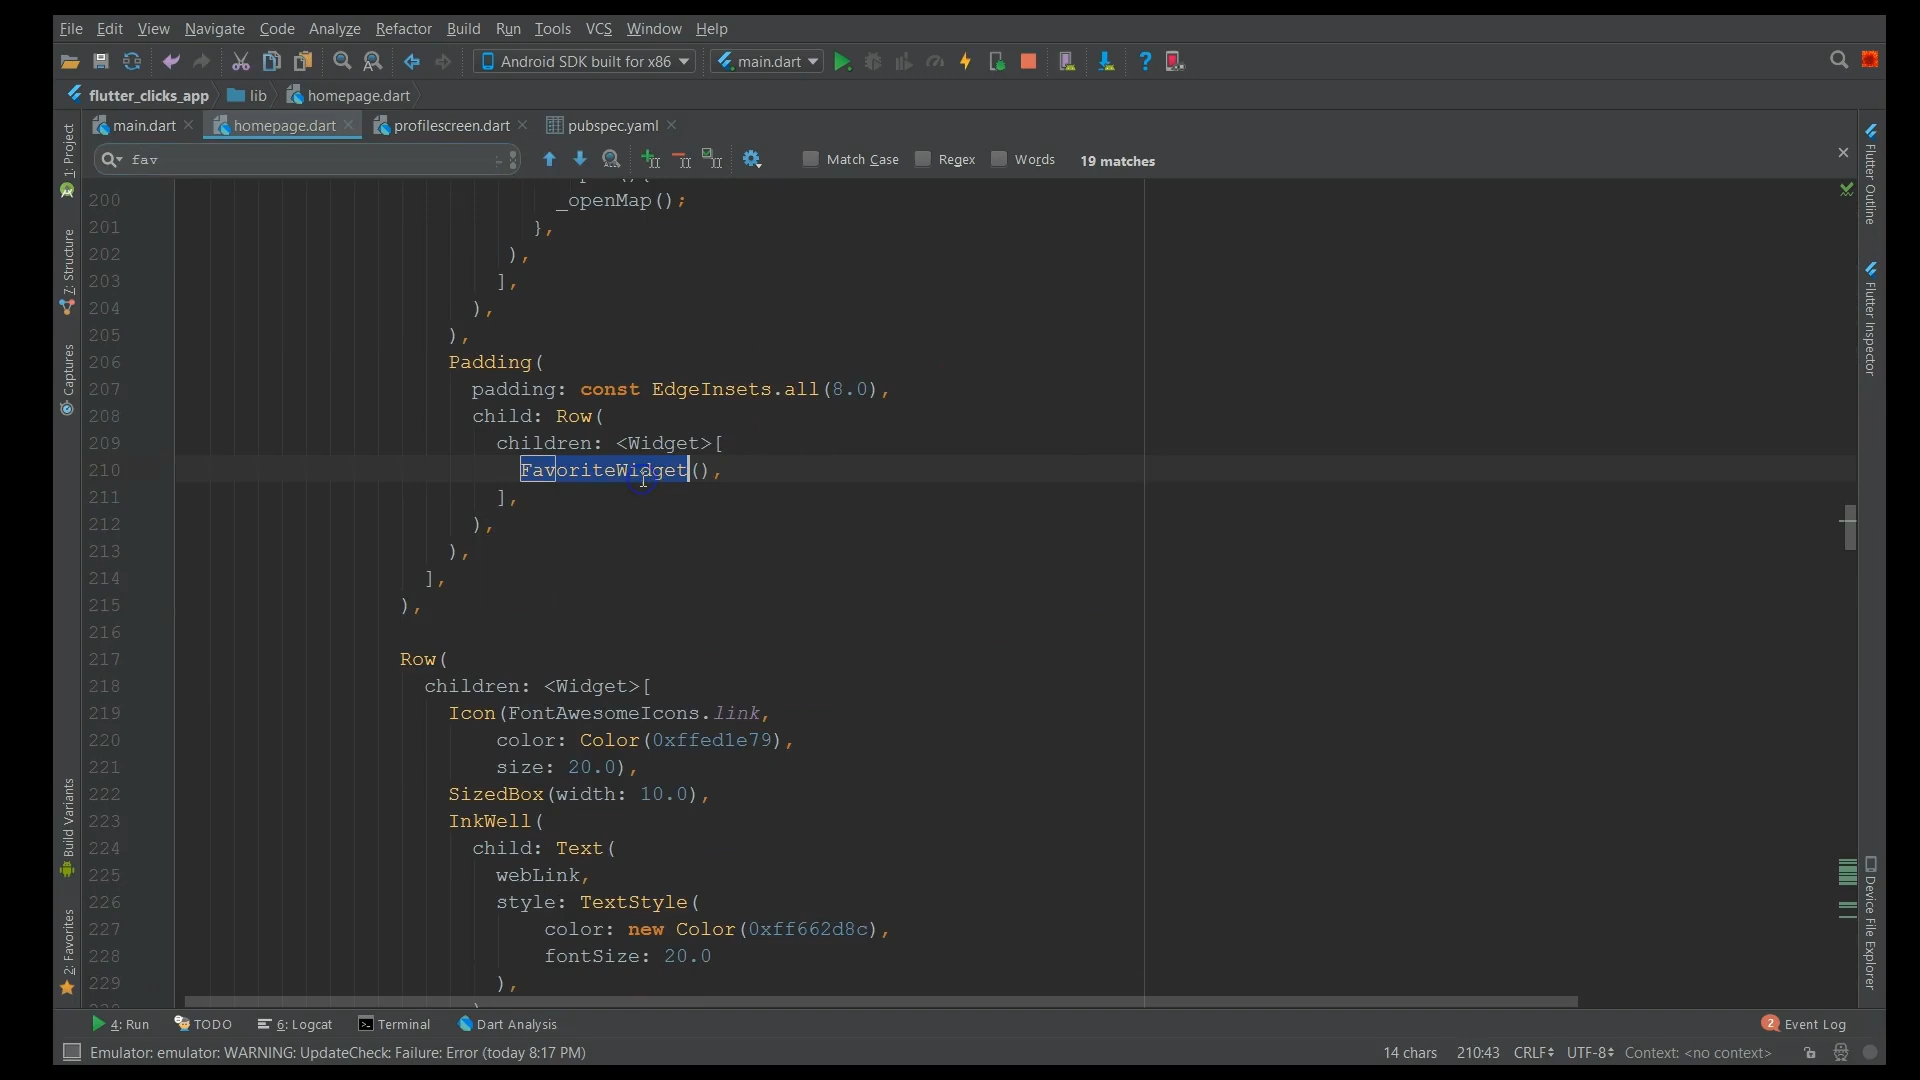 File Edit View Navigate Code Analyze Refactor Build Run Tools VCS Window Help
Android SDK built for x86 main.dart
flutter_clicks_app lib homepage.dart
main.dart homepage.dart profilescreen.dart pubspec.yaml
fav Match Case Regex Words 19 matches
200 _openMap();
201 },
202 ),
203 ],
204 ),
205 ),
206 Padding(
207 padding: const EdgeInsets.all(8.0),
208 child: Row(
209 children: <Widget>[
210 FavoriteWidget(),
211 ],
212 ),
213 ),
214 ],
215 ),
216
217 Row(
218 children: <Widget>[
219 Icon(FontAwesomeIcons.link,
220 color: Color(0xffed1e79),
221 size: 20.0),
222 SizedBox(width: 10.0),
223 InkWell(
224 child: Text(
225 webLink,
226 style: TextStyle(
227 color: new Color(0xff662d8c),
228 fontSize: 20.0
229 ),
1: Project
7: Structure
Captures
Build Variants
2: Favorites
Flutter Outline
Flutter Inspector
Device File Explorer
4: Run TODO 6: Logcat Terminal Dart Analysis 2 Event Log
Emulator: emulator: WARNING: UpdateCheck: Failure: Error (today 8:17 PM) 14 chars 210:43 CRLF UTF-8 Context: <no context>